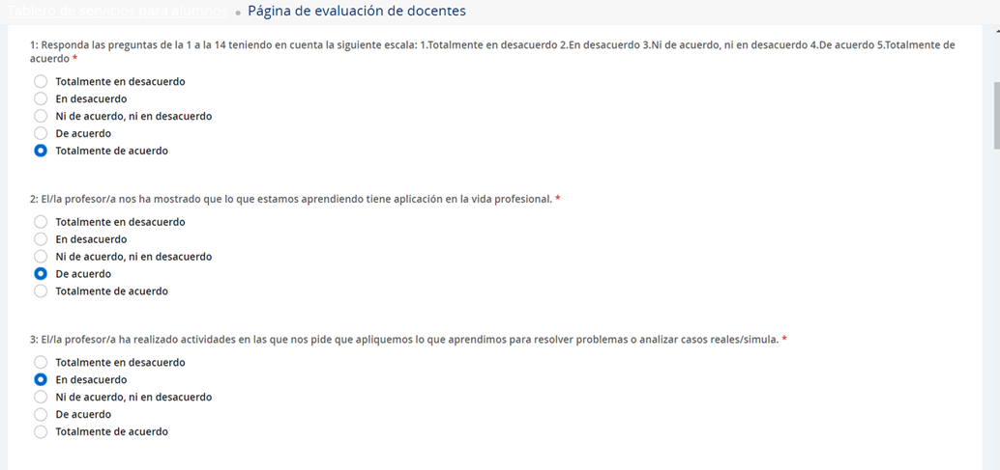 Tablero de servicios para alumnos • Página de evaluación de docentes
1: Responda las preguntas de la 1 a la 14 teniendo en cuenta la siguiente escala: 1.Totalmente en desacuerdo 2.En desacuerdo 3.Ni de acuerdo, ni en desacuerdo 4.De acuerdo 5.Totalmente de
acuerdo *
Totalmente en desacuerdo
En desacuerdo
Ni de acuerdo, ni en desacuerdo
De acuerdo
Totalmente de acuerdo
2: El/la profesor/a nos ha mostrado que lo que estamos aprendiendo tiene aplicación en la vida profesional. *
Totalmente en desacuerdo
En desacuerdo
Ni de acuerdo, ni en desacuerdo
De acuerdo
Totalmente de acuerdo
3: El/la profesor/a ha realizado actividades en las que nos pide que apliquemos lo que aprendimos para resolver problemas o analizar casos reales/simula. *
Totalmente en desacuerdo
En desacuerdo
Ni de acuerdo, ni en desacuerdo
De acuerdo
Totalmente de acuerdo